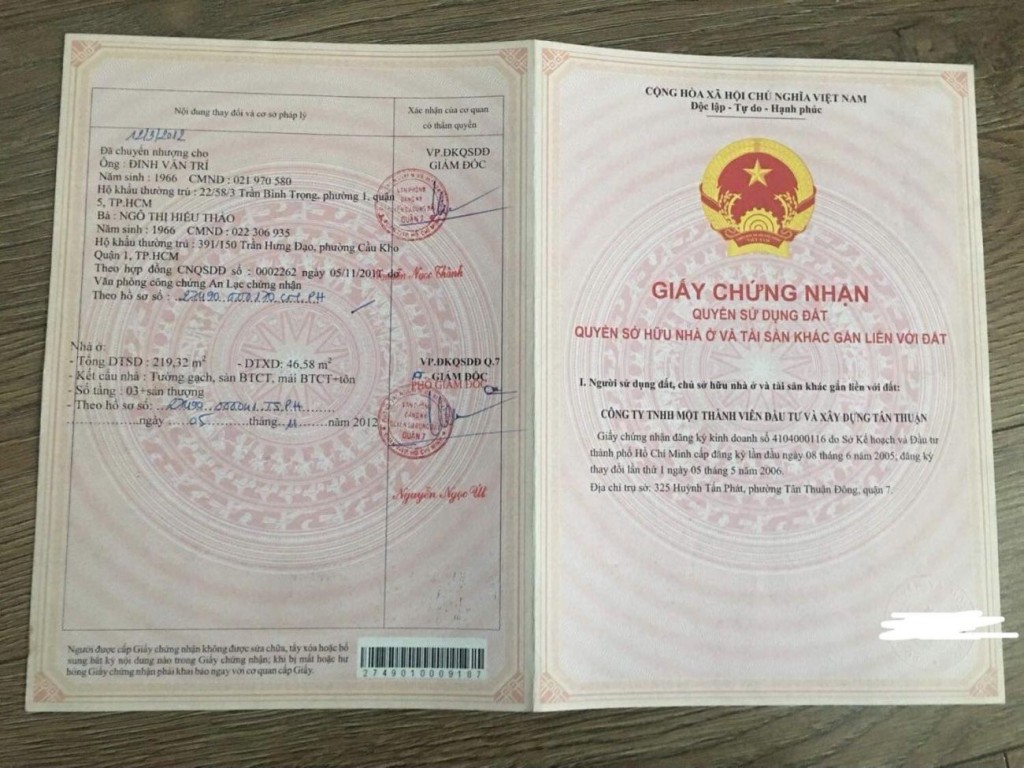 Nội dung thay đổi và cơ sở pháp lý
Xác nhận của cơ quan
có thẩm quyền
12/3/2012
Đã chuyển nhượng cho
Ông : ĐINH VĂN TRÍ
Năm sinh : 1966 CMND : 021 970 580
Hộ khẩu thường trú : 22/58/3 Trần Bình Trọng, phường 1, quận
5, TP.HCM
Bà : NGÔ THỊ HIẾU THẢO
Năm sinh : 1966 CMND : 022 306 935
Hộ khẩu thường trú : 391/150 Trần Hưng Đạo, phường Cầu Kho
Quận 1, TP.HCM
Theo hợp đồng CNQSDĐ số : 0002262 ngày 05/11/2011 do
Văn phòng công chứng An Lạc chứng nhận
Theo hồ sơ số :
VP.ĐKQSDĐ
GIÁM ĐỐC
QUẬN 7
Ngọc Thành
Nhà ở:
- Tổng DTSD : 219,32 m² - DTXD: 46,58 m²
- Kết cấu nhà : Tường gạch, sàn BTCT, mái BTCT+tôn
- Số tầng : 03+sân thượng
- Theo hồ sơ số:
ngày 05 tháng 11 năm 2012
VP.ĐKQSDĐ Q.7
KT. GIÁM ĐỐC
PHÓ GIÁM ĐỐC
QUẬN 7
Nguyễn Ngọc Út
Người được cấp Giấy chứng nhận không được sửa chữa, tẩy xóa hoặc bổ
sung bất kỳ nội dung nào trong Giấy chứng nhận; khi bị mất hoặc hư
hỏng Giấy chứng nhận phải khai báo ngay với cơ quan cấp Giấy.
2749010009187
CỘNG HÒA XÃ HỘI CHỦ NGHĨA VIỆT NAM
Độc lập - Tự do - Hạnh phúc
GIẤY CHỨNG NHẬN
QUYỀN SỬ DỤNG ĐẤT
QUYỀN SỞ HỮU NHÀ Ở VÀ TÀI SẢN KHÁC GẮN LIỀN VỚI ĐẤT
I. Người sử dụng đất, chủ sở hữu nhà ở và tài sản khác gắn liền với đất:
CÔNG TY TNHH MỘT THÀNH VIÊN ĐẦU TƯ VÀ XÂY DỰNG TÂN THUẬN
Giấy chứng nhận đăng ký kinh doanh số 4104000116 do Sở Kế hoạch và Đầu tư
thành phố Hồ Chí Minh cấp đăng ký lần đầu ngày 08 tháng 6 năm 2005, đăng ký
thay đổi lần thứ 1 ngày 05 tháng 5 năm 2006.
Địa chỉ trụ sở: 325 Huỳnh Tấn Phát, phường Tân Thuận Đông, quận 7.